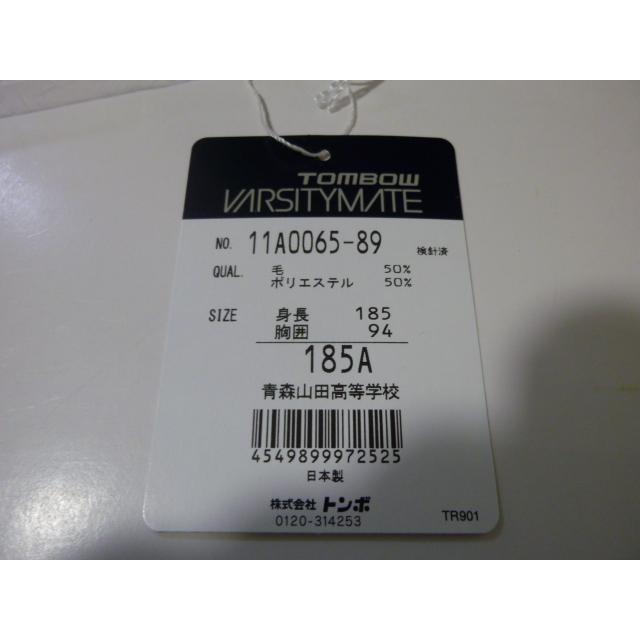 TOMBOW
VARSITYMATE
NO. 11A0065-89 検針済
QUAL. 毛 50%
ポリエステル 50%
SIZE 身長 185
胸囲 94
185A
青森山田高等学校
4549899972525
日本製
株式会社 トンボ
0120-314253
TR901